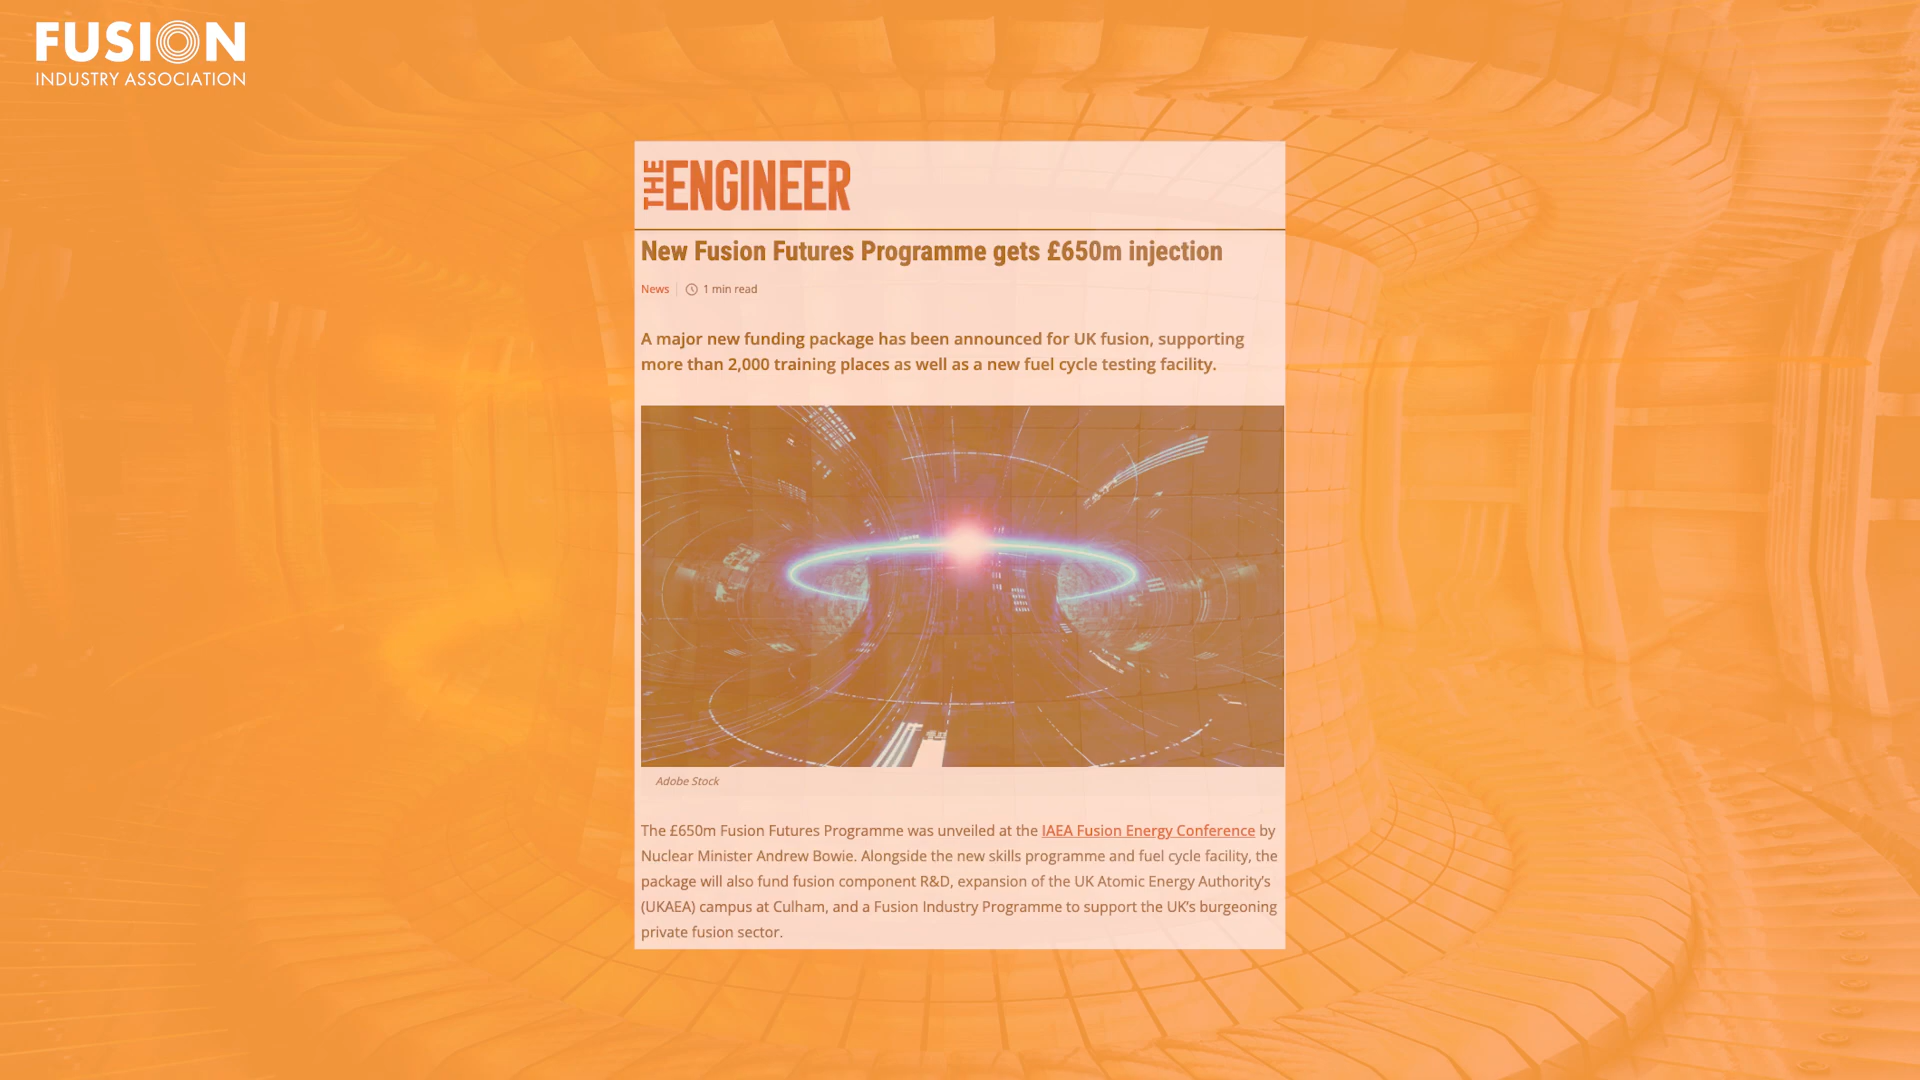 FUSION
INDUSTRY ASSOCIATION
THE ENGINEER
New Fusion Futures Programme gets £650m injection
News 1 min read
A major new funding package has been announced for UK fusion, supporting
more than 2,000 training places as well as a new fuel cycle testing facility.
Adobe Stock
The £650m Fusion Futures Programme was unveiled at the IAEA Fusion Energy Conference by
Nuclear Minister Andrew Bowie. Alongside the new skills programme and fuel cycle facility, the
package will also fund fusion component R&D, expansion of the UK Atomic Energy Authority’s
(UKAEA) campus at Culham, and a Fusion Industry Programme to support the UK’s burgeoning
private fusion sector.